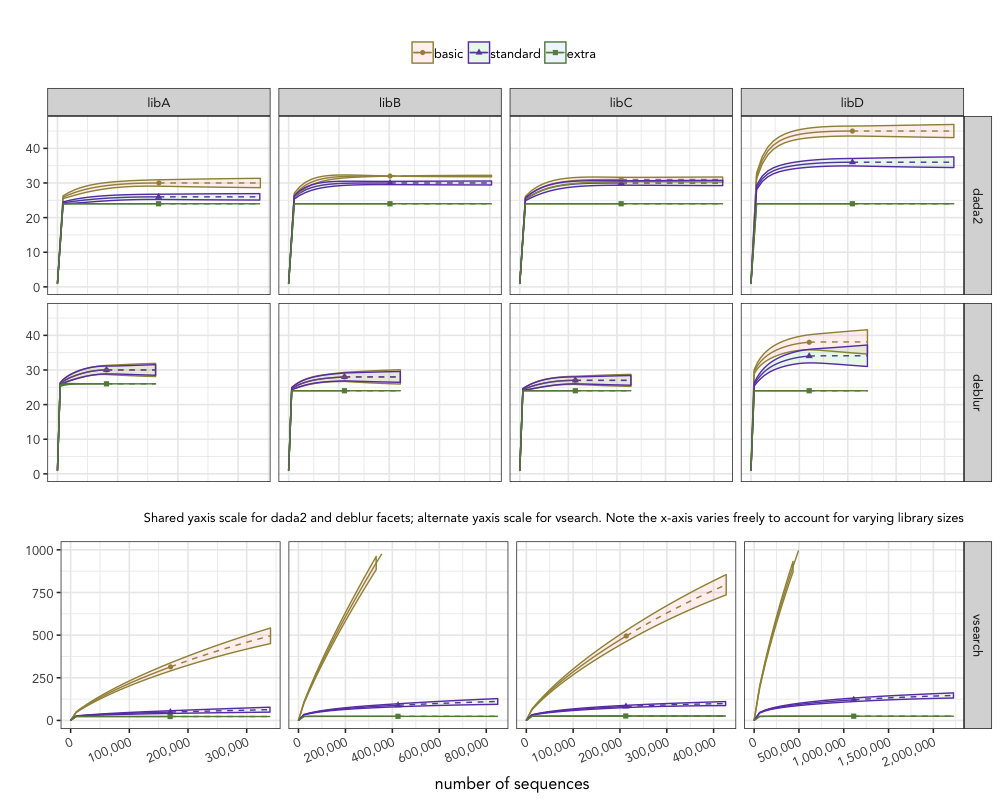 basic standard extra
libA libB libC libD
40
30
20
10
0
dada2
40
30
20
10
0
deblur
Shared yaxis scale for dada2 and deblur facets; alternate yaxis scale for vsearch. Note the x-axis varies freely to account for varying library sizes
1000
750
500
250
0
vsearch
0 100,000 200,000 300,000 0 200,000 400,000 600,000 800,000 0 100,000 200,000 300,000 400,000 0 500,000 1,000,000 1,500,000 2,000,000
number of sequences